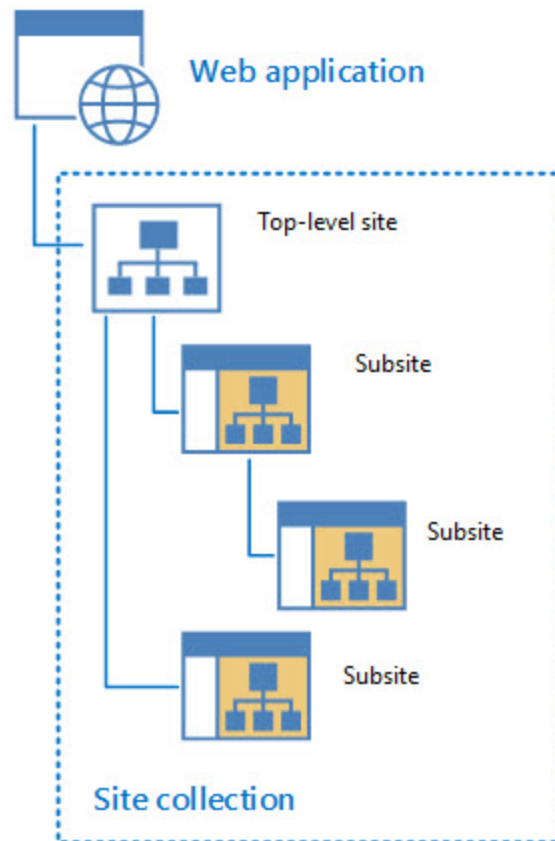 Web application
Top-level site
Subsite
Subsite
Subsite
Site collection